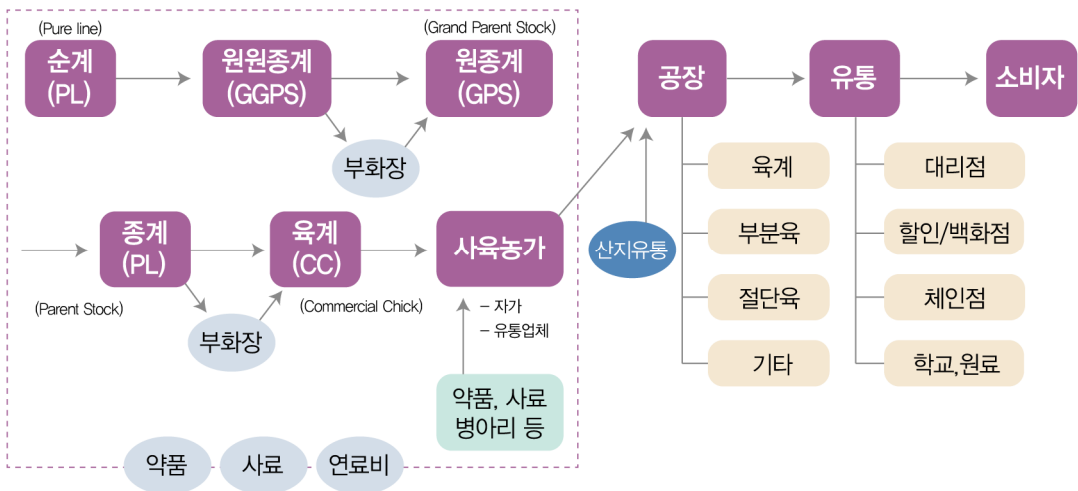 (Pure line)
순계
(PL)
원원종계
(GGPS)
(Grand Parent Stock)
원종계
(GPS)
부화장
종계
(PL)
(Parent Stock)
육계
(CC)
(Commercial Chick)
부화장
사육농가
– 자가
– 유통업체
약품, 사료
병아리 등
약품
사료
연료비
공장
유통
소비자
산지유통
육계
부분육
절단육
기타
대리점
할인/백화점
체인점
학교,원료